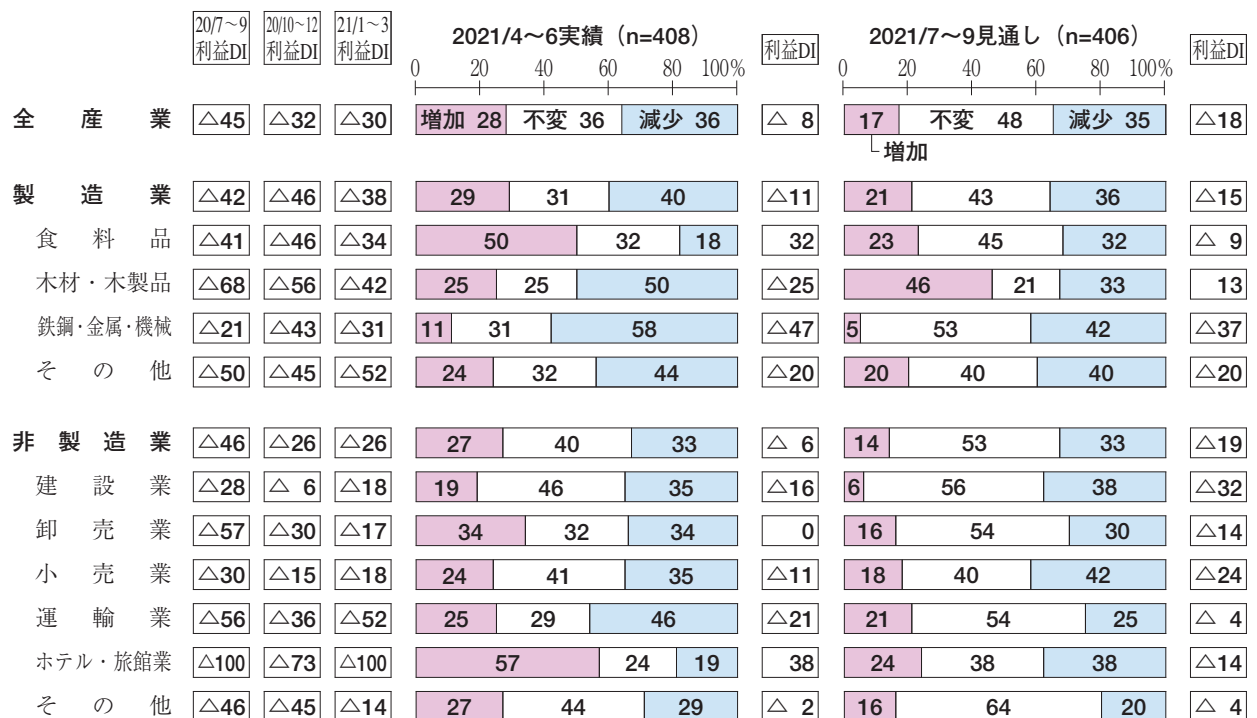 20/7～9 利益DI 20/10～12 利益DI 21/1～3 利益DI 2021/4～6実績（n=408） 利益DI 2021/7～9見通し（n=406） 利益DI
0 20 40 60 80 100% 0 20 40 60 80 100%
全産業 △45 △32 △30 増加 28 不変 36 減少 36 △ 8 17 不変 48 減少 35 △18
増加
製造業 △42 △46 △38 29 31 40 △11 21 43 36 △15
食料品 △41 △46 △34 50 32 18 32 23 45 32 △ 9
木材・木製品 △68 △56 △42 25 25 50 △25 46 21 33 13
鉄鋼・金属・機械 △21 △43 △31 11 31 58 △47 5 53 42 △37
その他 △50 △45 △52 24 32 44 △20 20 40 40 △20
非製造業 △46 △26 △26 27 40 33 △ 6 14 53 33 △19
建設業 △28 △ 6 △18 19 46 35 △16 6 56 38 △32
卸売業 △57 △30 △17 34 32 34 0 16 54 30 △14
小売業 △30 △15 △18 24 41 35 △11 18 40 42 △24
運輸業 △56 △36 △52 25 29 46 △21 21 54 25 △ 4
ホテル・旅館業 △100 △73 △100 57 24 19 38 24 38 38 △14
その他 △46 △45 △14 27 44 29 △ 2 16 64 20 △ 4